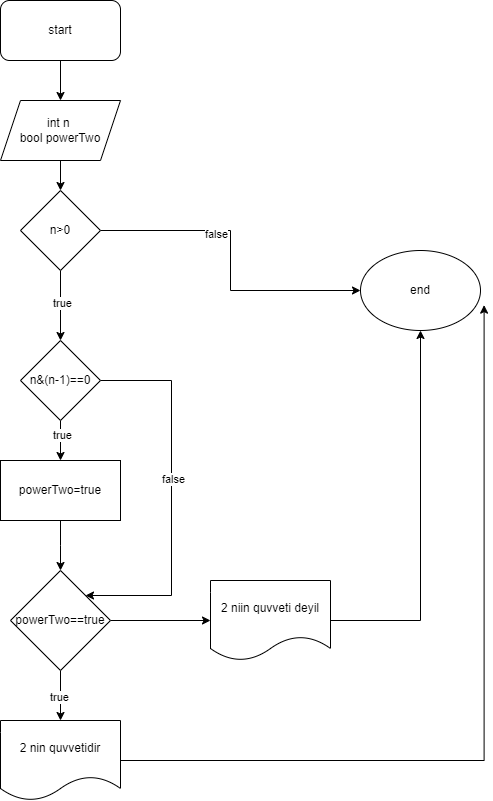 start
int n
bool powerTwo
n>0
false
end
true
n&(n-1)==0
true
powerTwo=true
false
powerTwo==true
2 niin quvveti deyil
true
2 nin quvvetidir